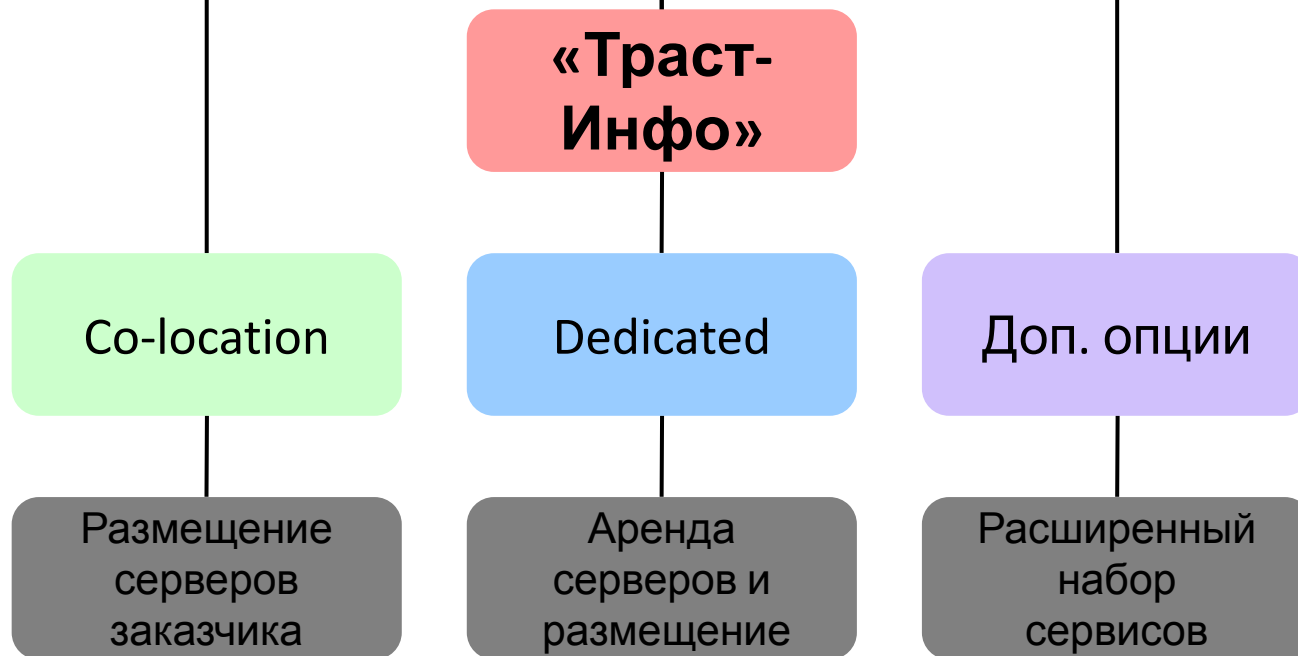 «Траст-
Инфо»
Co-location
Dedicated
Доп. опции
Размещение
серверов
заказчика
Аренда
серверов и
размещение
Расширенный
набор
сервисов